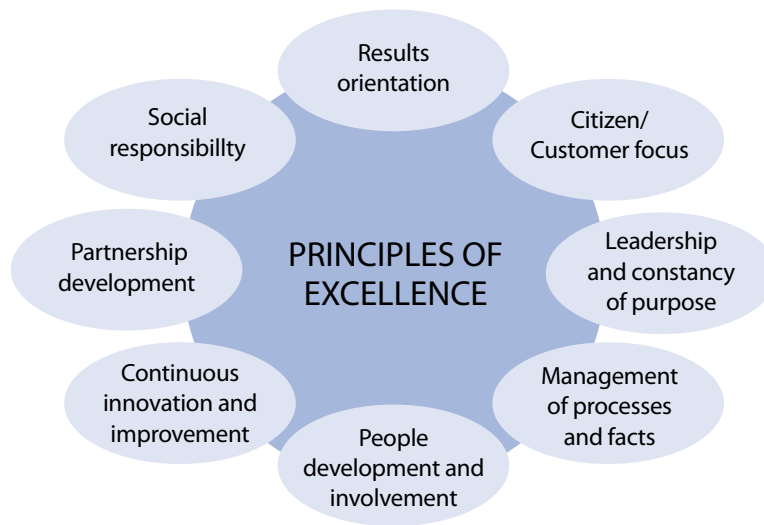 Results
orientation
Citizen/
Customer focus
Leadership
and constancy
of purpose
Management
of processes
and facts
People
development and
involvement
Continuous
innovation and
improvement
Partnership
development
Social
responsibillty
PRINCIPLES OF
EXCELLENCE